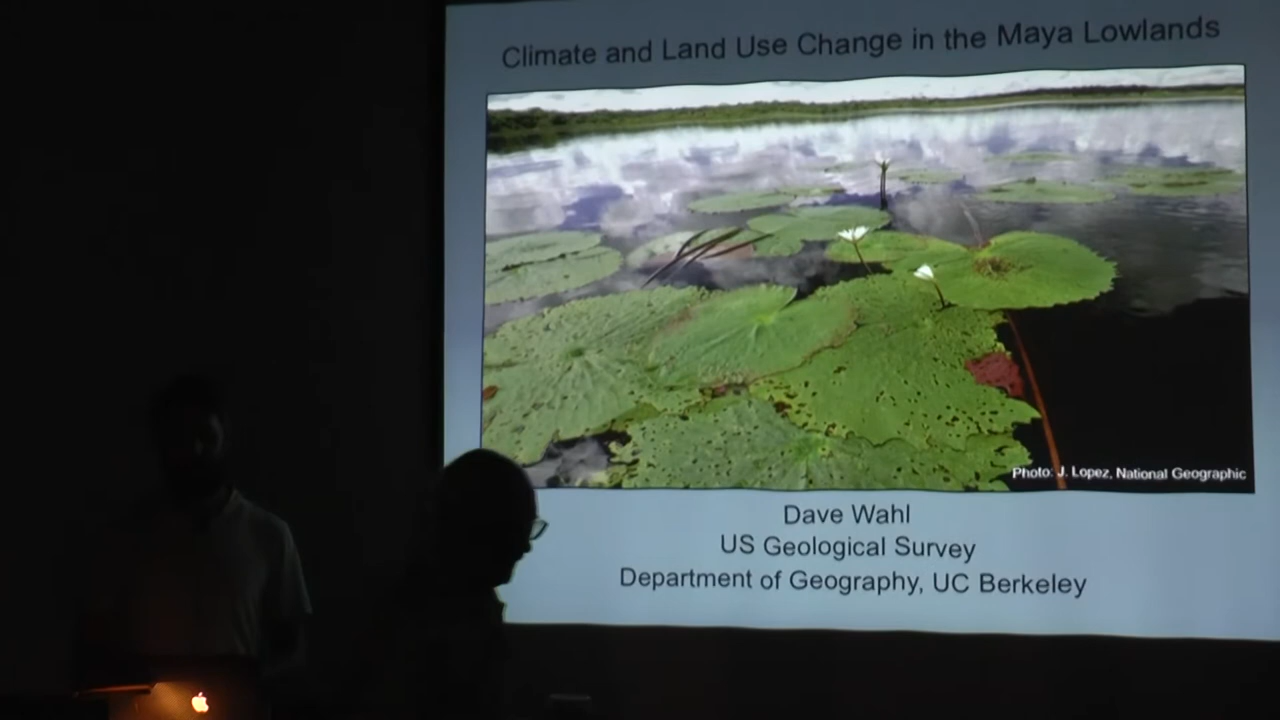 Climate and Land Use Change in the Maya Lowlands
Photo: J. Lopez, National Geographic
Dave Wahl
US Geological Survey
Department of Geography, UC Berkeley